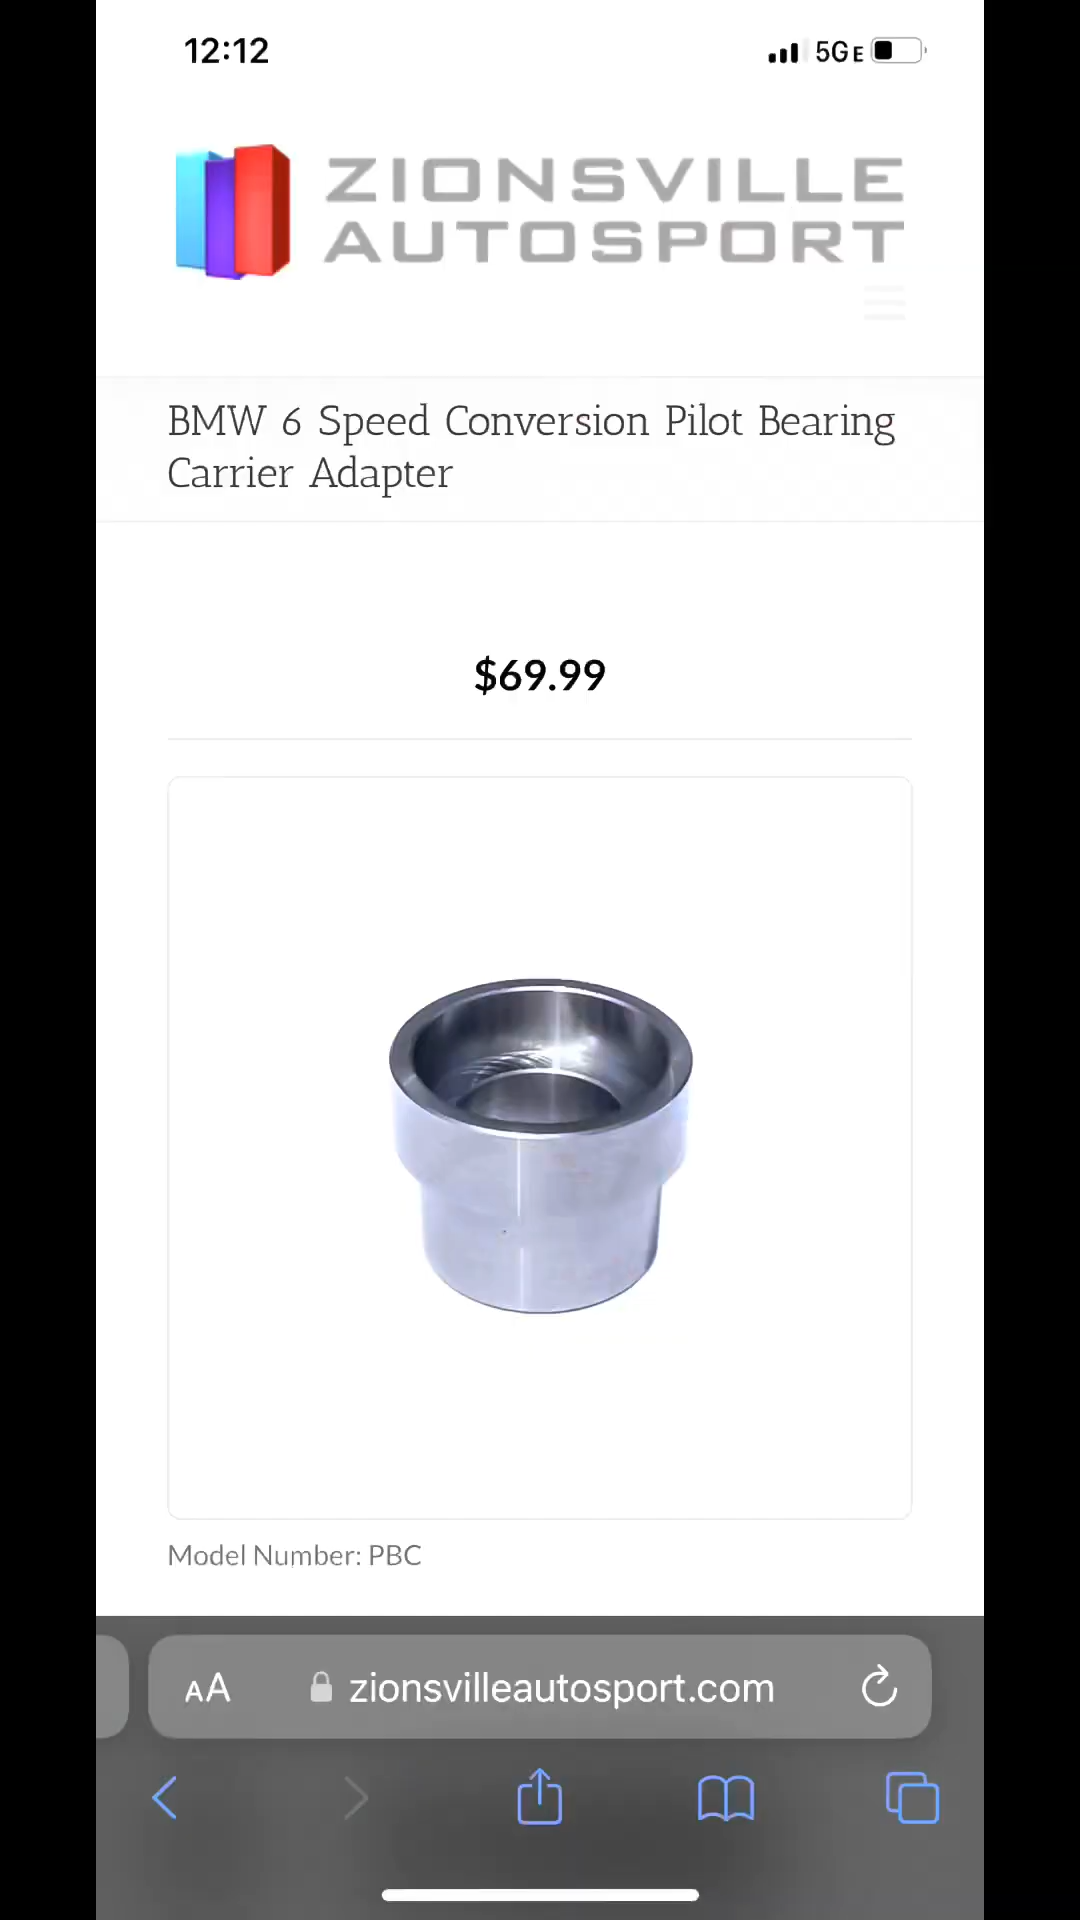 12:12
5GE
ZIONSVILLE
AUTOSPORT
BMW 6 Speed Conversion Pilot Bearing
Carrier Adapter
$69.99
Model Number: PBC
AA
zionsvilleautosport.com